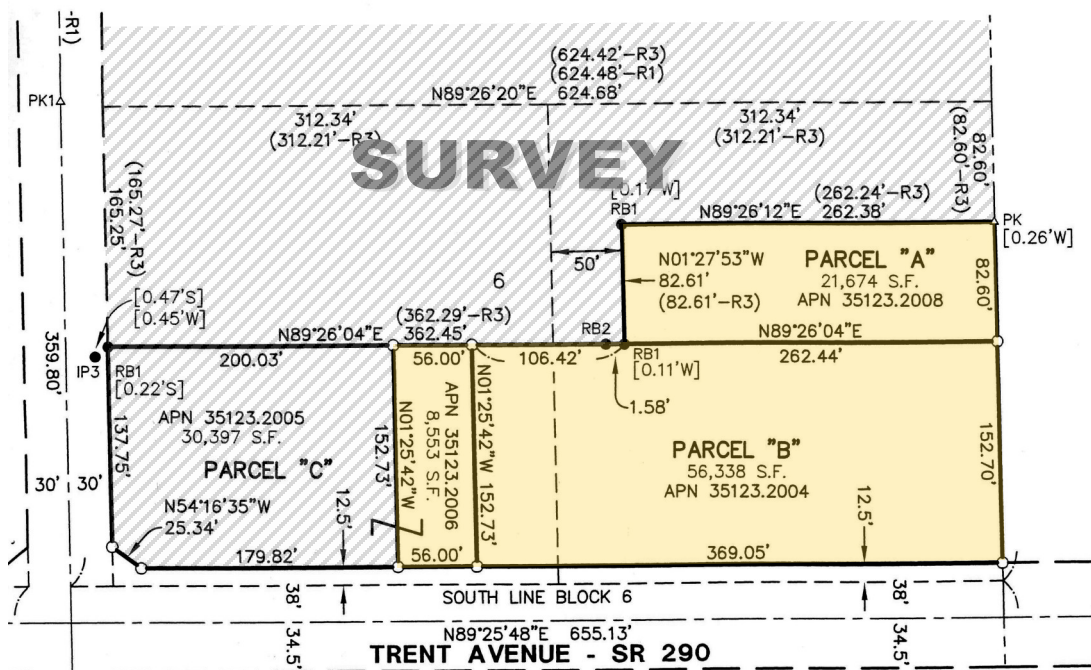 -R1)
PK1
(624.42'-R3)
(624.48'-R1)
N89°26'20"E 624.68'
312.34'
(312.21'-R3)
312.34'
(312.21'-R3)
SURVEY
82.60'
(82.60'-R3)
(165.27'-R3)
165.25'
[0.17'W]
RB1
(262.24'-R3)
N89°26'12"E 262.38'
PK
[0.26'W]
50'
N01°27'53"W
82.61'
(82.61'-R3)
PARCEL "A"
21,674 S.F.
APN 35123.2008
82.60'
6
[0.47'S]
[0.45'W]
(362.29'-R3)
N89°26'04"E 362.45'
RB2
N89°26'04"E
359.80'
IP3
RB1
[0.22'S]
200.03'
56.00'
106.42'
RB1
[0.11'W]
262.44'
1.58'
137.75'
APN 35123.2005
30,397 S.F.
PARCEL "C"
N01°25'42"W 152.73'
APN 35123.2006
8,553 S.F.
N01°25'42"W 152.73'
PARCEL "B"
56,338 S.F.
APN 35123.2004
152.70'
30' 30'
N54°16'35"W
25.34'
12.5'
7
12.5'
179.82'
56.00'
369.05'
38'
SOUTH LINE BLOCK 6
38'
N89°25'48"E 655.13'
34.5'
TRENT AVENUE - SR 290
34.5'